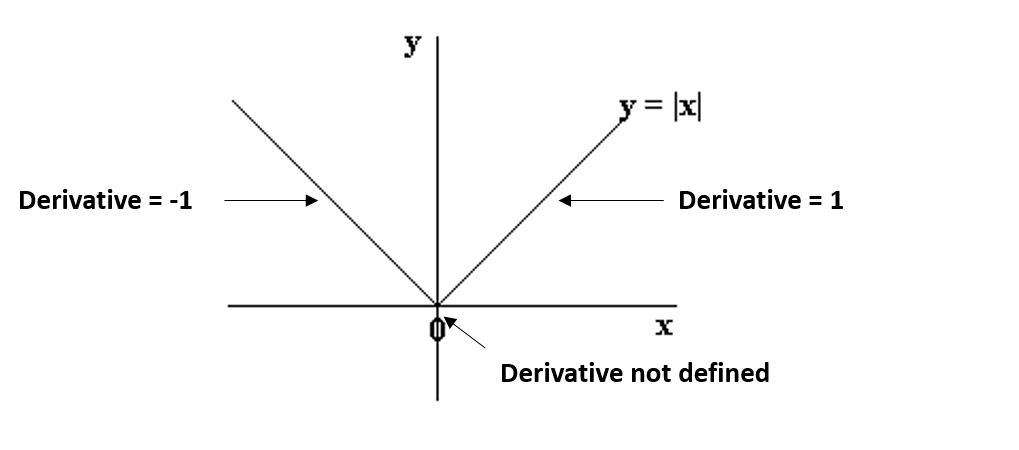 y
y = |x|
Derivative = -1
Derivative = 1
0
x
Derivative not defined